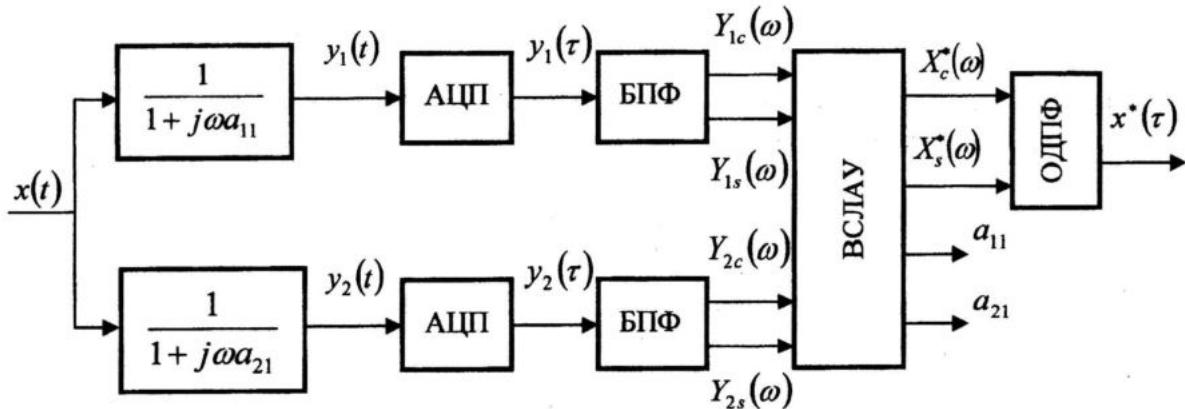 Y₁c(ω)
y₁(t)
y₁(τ)
1
1 + jωa₁₁
АЦП
БПФ
X*c(ω)
x*(τ)
x(t)
Y₁s(ω)
X*s(ω)
ВСЛАУ
ОДПФ
a₁₁
Y₂c(ω)
y₂(t)
y₂(τ)
a₂₁
1
1 + jωa₂₁
АЦП
БПФ
Y₂s(ω)